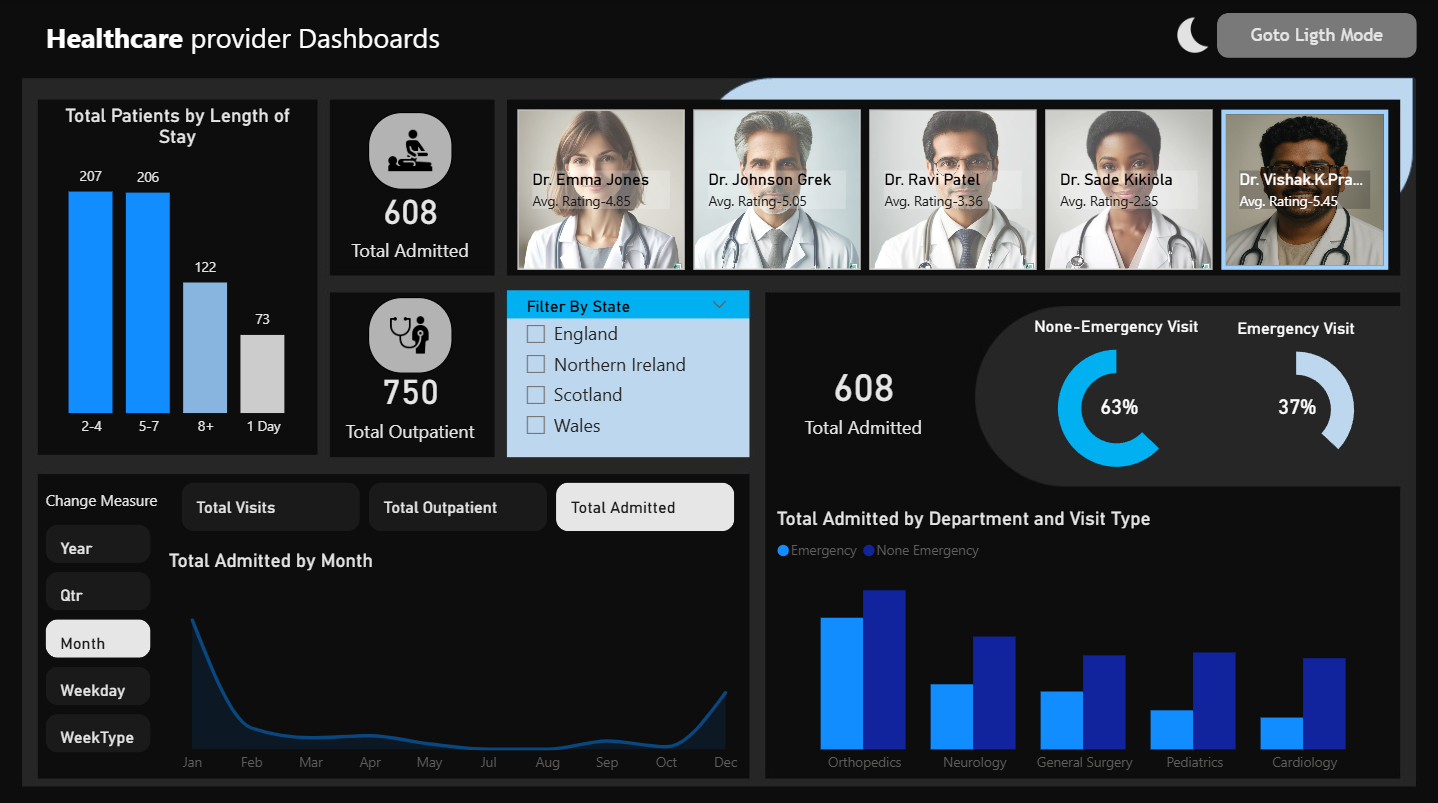 Healthcare provider Dashboards
Goto Ligth Mode
Total Patients by Length of
Stay
207
206
122
73
2-4
5-7
8+
1 Day
608
Total Admitted
750
Total Outpatient
Dr. Emma Jones
Avg. Rating-4.85
Dr. Johnson Grek
Avg. Rating-5.05
Dr. Ravi Patel
Avg. Rating-3.36
Dr. Sade Kikiola
Avg. Rating-2.35
Dr. Vishak.K.Pra...
Avg. Rating-5.45
Filter By State
England
Northern Ireland
Scotland
Wales
608
Total Admitted
None-Emergency Visit
63%
Emergency Visit
37%
Change Measure
Year
Qtr
Month
Weekday
WeekType
Total Visits
Total Outpatient
Total Admitted
Total Admitted by Month
Jan
Feb
Mar
Apr
May
Jul
Aug
Sep
Oct
Dec
Total Admitted by Department and Visit Type
Emergency
None Emergency
Orthopedics
Neurology
General Surgery
Pediatrics
Cardiology